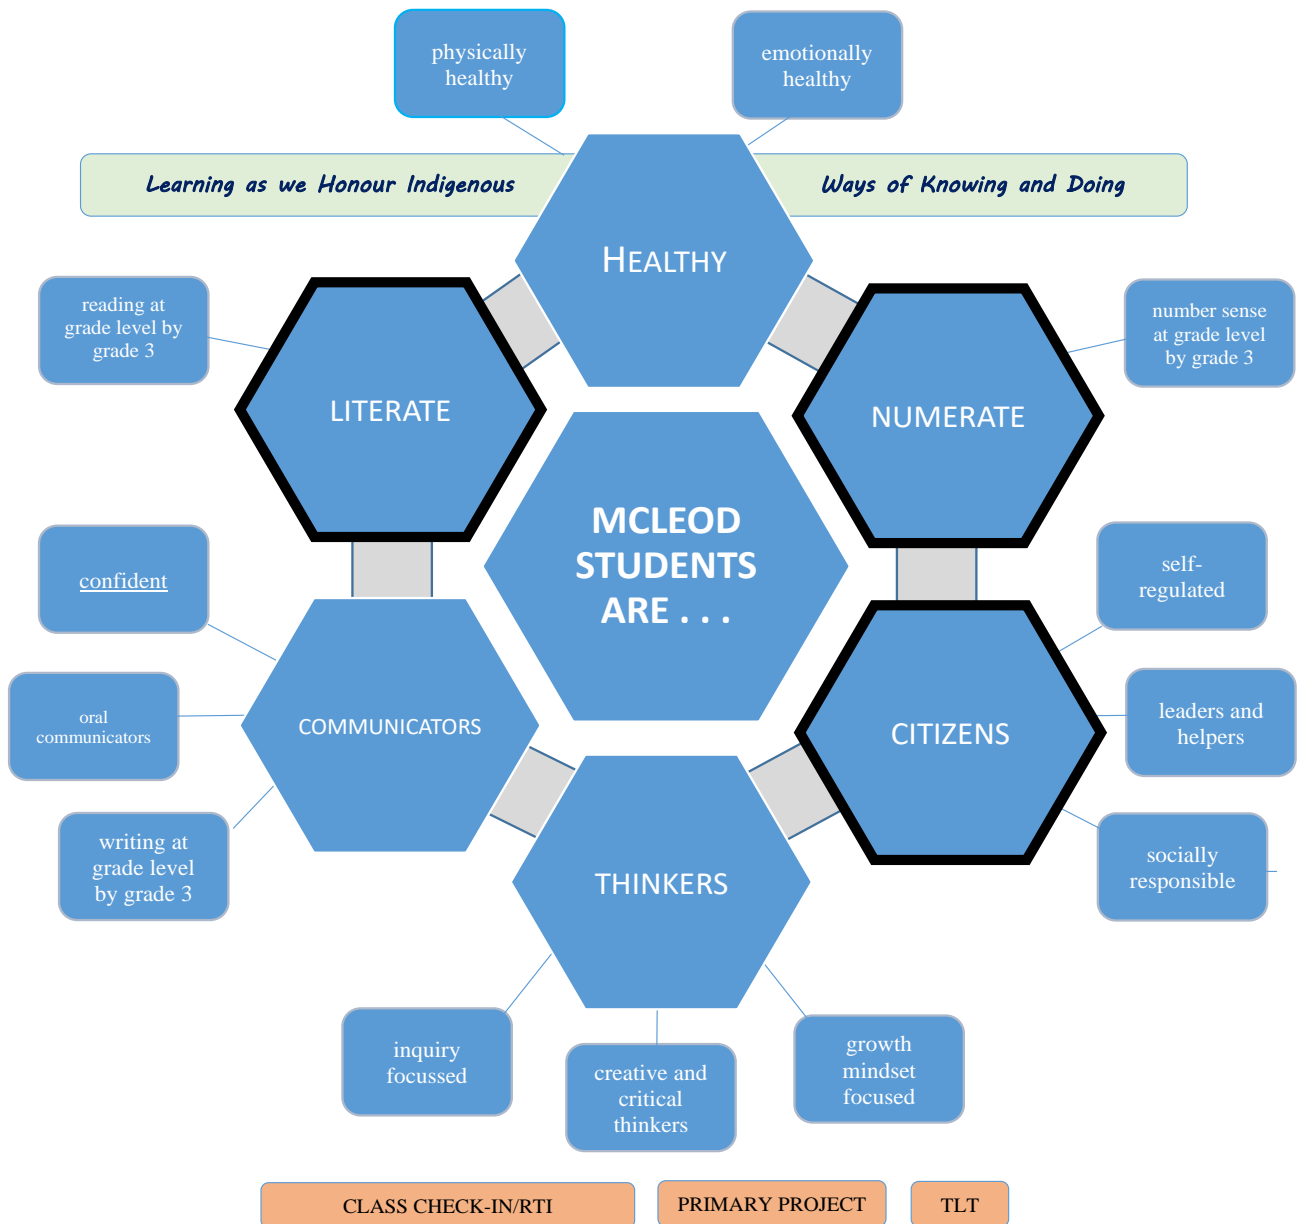 physically
healthy
emotionally
healthy
Learning as we Honour Indigenous
Ways of Knowing and Doing
HEALTHY
reading at
grade level by
grade 3
LITERATE
number sense
at grade level
by grade 3
NUMERATE
MCLEOD
STUDENTS
ARE . . .
confident
self-
regulated
oral
communicators
COMMUNICATORS
CITIZENS
leaders and
helpers
writing at
grade level
by grade 3
socially
responsible
THINKERS
inquiry
focussed
creative and
critical
thinkers
growth
mindset
focused
CLASS CHECK-IN/RTI
PRIMARY PROJECT
TLT